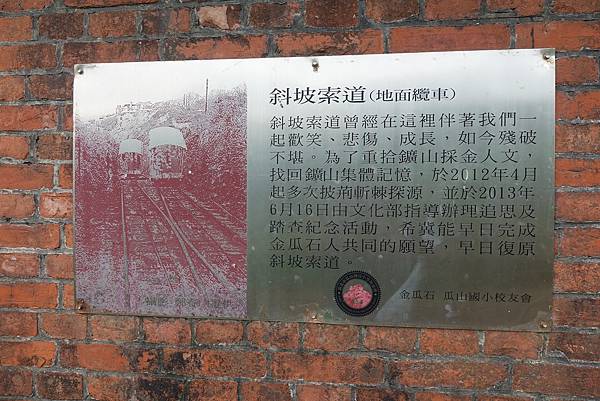 斜坡索道(地面纜車)
斜坡索道曾經在這裡伴著我們一
起歡笑、悲傷、成長，如今殘破
不堪。為了重拾鑛山採金人文，
找回鑛山集體記憶，於2012年4月
起多次披荊斬棘探源，並於2013年
6月16日由文化部指導辦理追思及
踏查紀念活動，希冀能早日完成
金瓜石人共同的願望，早日復原
斜坡索道。
金瓜石 瓜山國小校友會